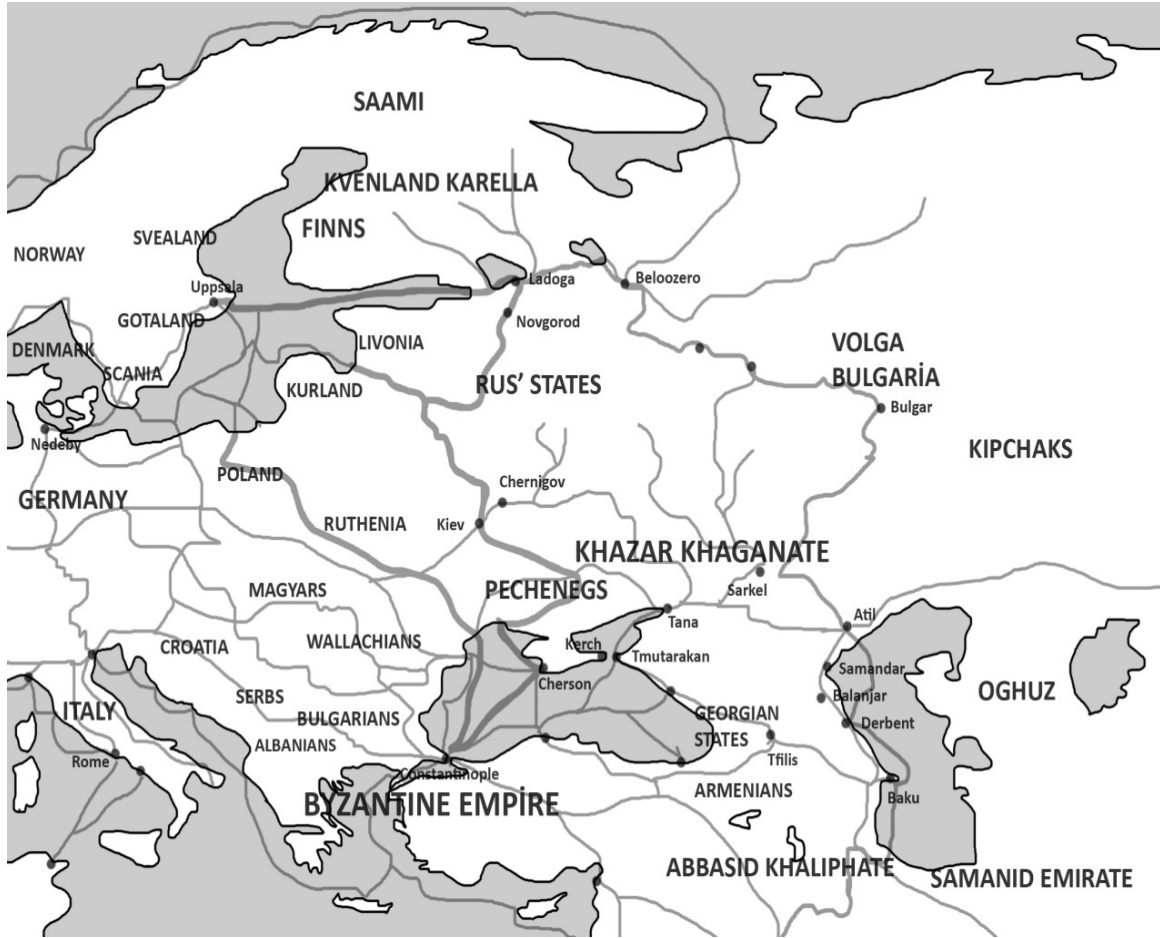 SAAMI
KVENLAND KARELLA
FINNS
SVEALAND
NORWAY
Uppsala
Ladoga
Beloozero
GOTALAND
Novgorod
DENMARK
LIVONIA
VOLGA
BULGARİA
SCANIA
KURLAND
RUS' STATES
Bulgar
Nedeby
KIPCHAKS
POLAND
Chernigov
GERMANY
RUTHENIA
Kiev
KHAZAR KHAGANATE
MAGYARS
PECHENEGS
Sarkel
Tana
Atil
CROATIA
WALLACHIANS
Kerch
Tmutarakan
Samandar
Cherson
SERBS
Balanjar
OGHUZ
ITALY
BULGARIANS
GEORGIAN
STATES
Derbent
ALBANIANS
Rome
Tfilis
Constantinople
ARMENIANS
Baku
BYZANTINE EMPİRE
ABBASID KHALIPHATE
SAMANID EMIRATE